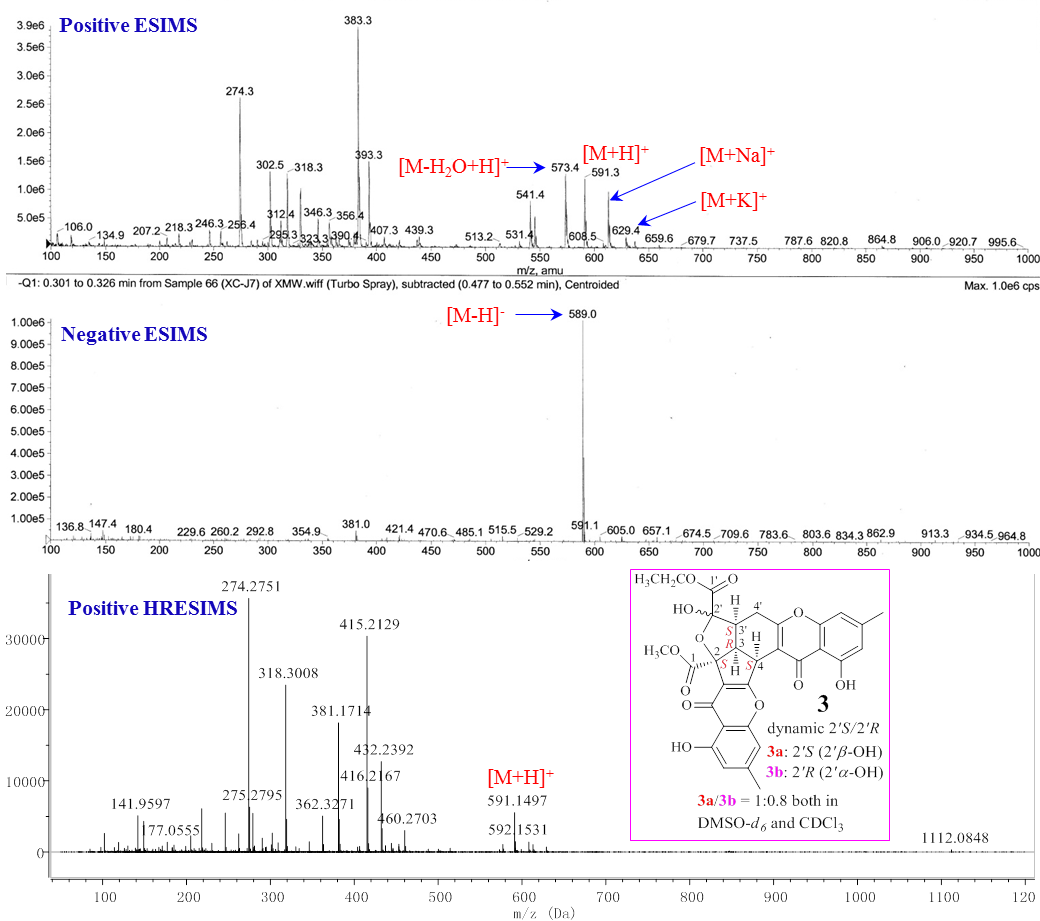 Positive ESIMS
3.9e6
3.5e6
3.0e6
2.5e6
2.0e6
1.5e6
1.0e6
5.0e5
383.3
274.3
302.5
318.3
393.3
312.4
346.3
356.4
106.0
134.9
207.2
218.3
246.3
256.4
295.3
323.3
390.4
407.3
439.3
513.2
531.4
541.4
[M-H2O+H]+
573.4
[M+H]+
591.3
[M+Na]+
[M+K]+
608.5
629.4
659.6
679.7
737.5
787.6
820.8
864.8
906.0
920.7
995.6
100 150 200 250 300 350 400 450 500 550 600 650 700 750 800 850 900 950 1000
m/z, amu
-Q1: 0.301 to 0.326 min from Sample 66 (XC-J7) of XMW.wiff (Turbo Spray), subtracted (0.477 to 0.552 min), Centroided
Max. 1.0e6 cps
Negative ESIMS
1.00e6
9.00e5
8.00e5
7.00e5
6.00e5
5.00e5
4.00e5
3.00e5
2.00e5
1.00e5
[M-H]-
589.0
136.8
147.4
180.4
229.6
260.2
292.8
354.9
381.0
421.4
470.6
485.1
515.5
529.2
591.1
605.0
657.1
674.5
709.6
783.6
803.6
834.3
862.9
913.3
934.5
964.8
100 150 200 250 300 350 400 450 500 550 600 650 700 750 800 850 900 950 1000
Positive HRESIMS
30000
20000
10000
0
274.2751
415.2129
318.3008
381.1714
432.2392
416.2167
275.2795
362.3271
141.9597
77.0555
460.2703
[M+H]+
591.1497
592.1531
1112.0848
100 200 300 400 500 600 700 800 900 1000 1100 120
m/z (Da)
H3CH2CO
1'
O
HO
2'
H
4'
O
S
3'
H
O
R
3
H3CO
1
2
S
H
S
4
O
OH
O
O
O
HO
3
dynamic 2'S/2'R
3a: 2'S (2'β-OH)
3b: 2'R (2'α-OH)
3a/3b = 1:0.8 both in
DMSO-d6 and CDCl3